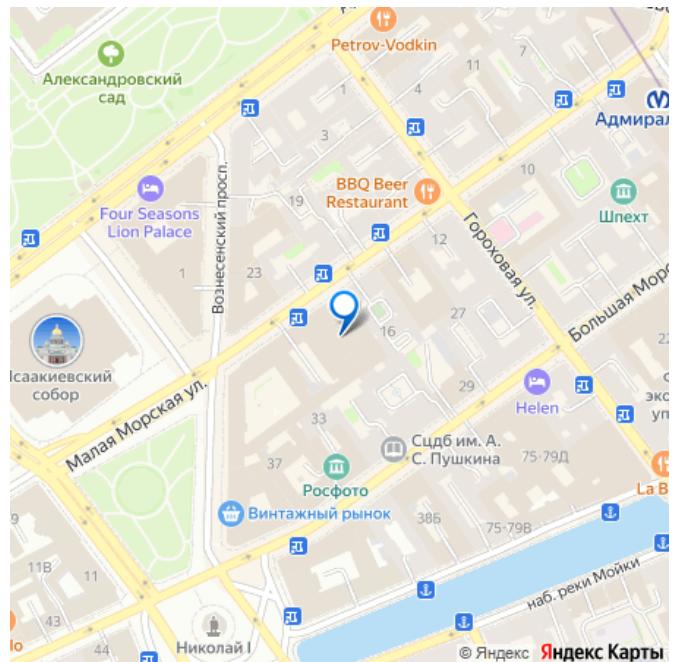 Petrov-Vodkin
Александровский
сад
1
4
7
Адмирал
3
BBQ Beer
Restaurant
10
Four Seasons
Lion Palace
Вознесенский просп.
19
Шпехт
12
Гороховая ул.
1
23
Большая Морс
27
16
Исаакиевский
собор
Малая Морская ул.
29
Helen
эко
уп
33
Сцдб им. А.
С. Пушкина
75-79Д
37
Росфото
La B
Винтажный рынок
38Б
75-79В
11В
11
наб. реки Мойки
43
44
Николай I
© Яндекс Яндекс Карты